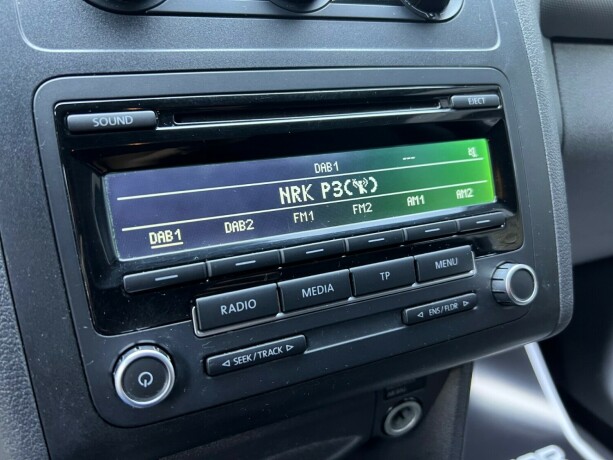 SOUND
EJECT
DAB1 ---
NRK P3
DAB1 DAB2 FM1 FM2 AM1 AM2
RADIO MEDIA TP MENU
SEEK/TRACK
ENS/FLDR